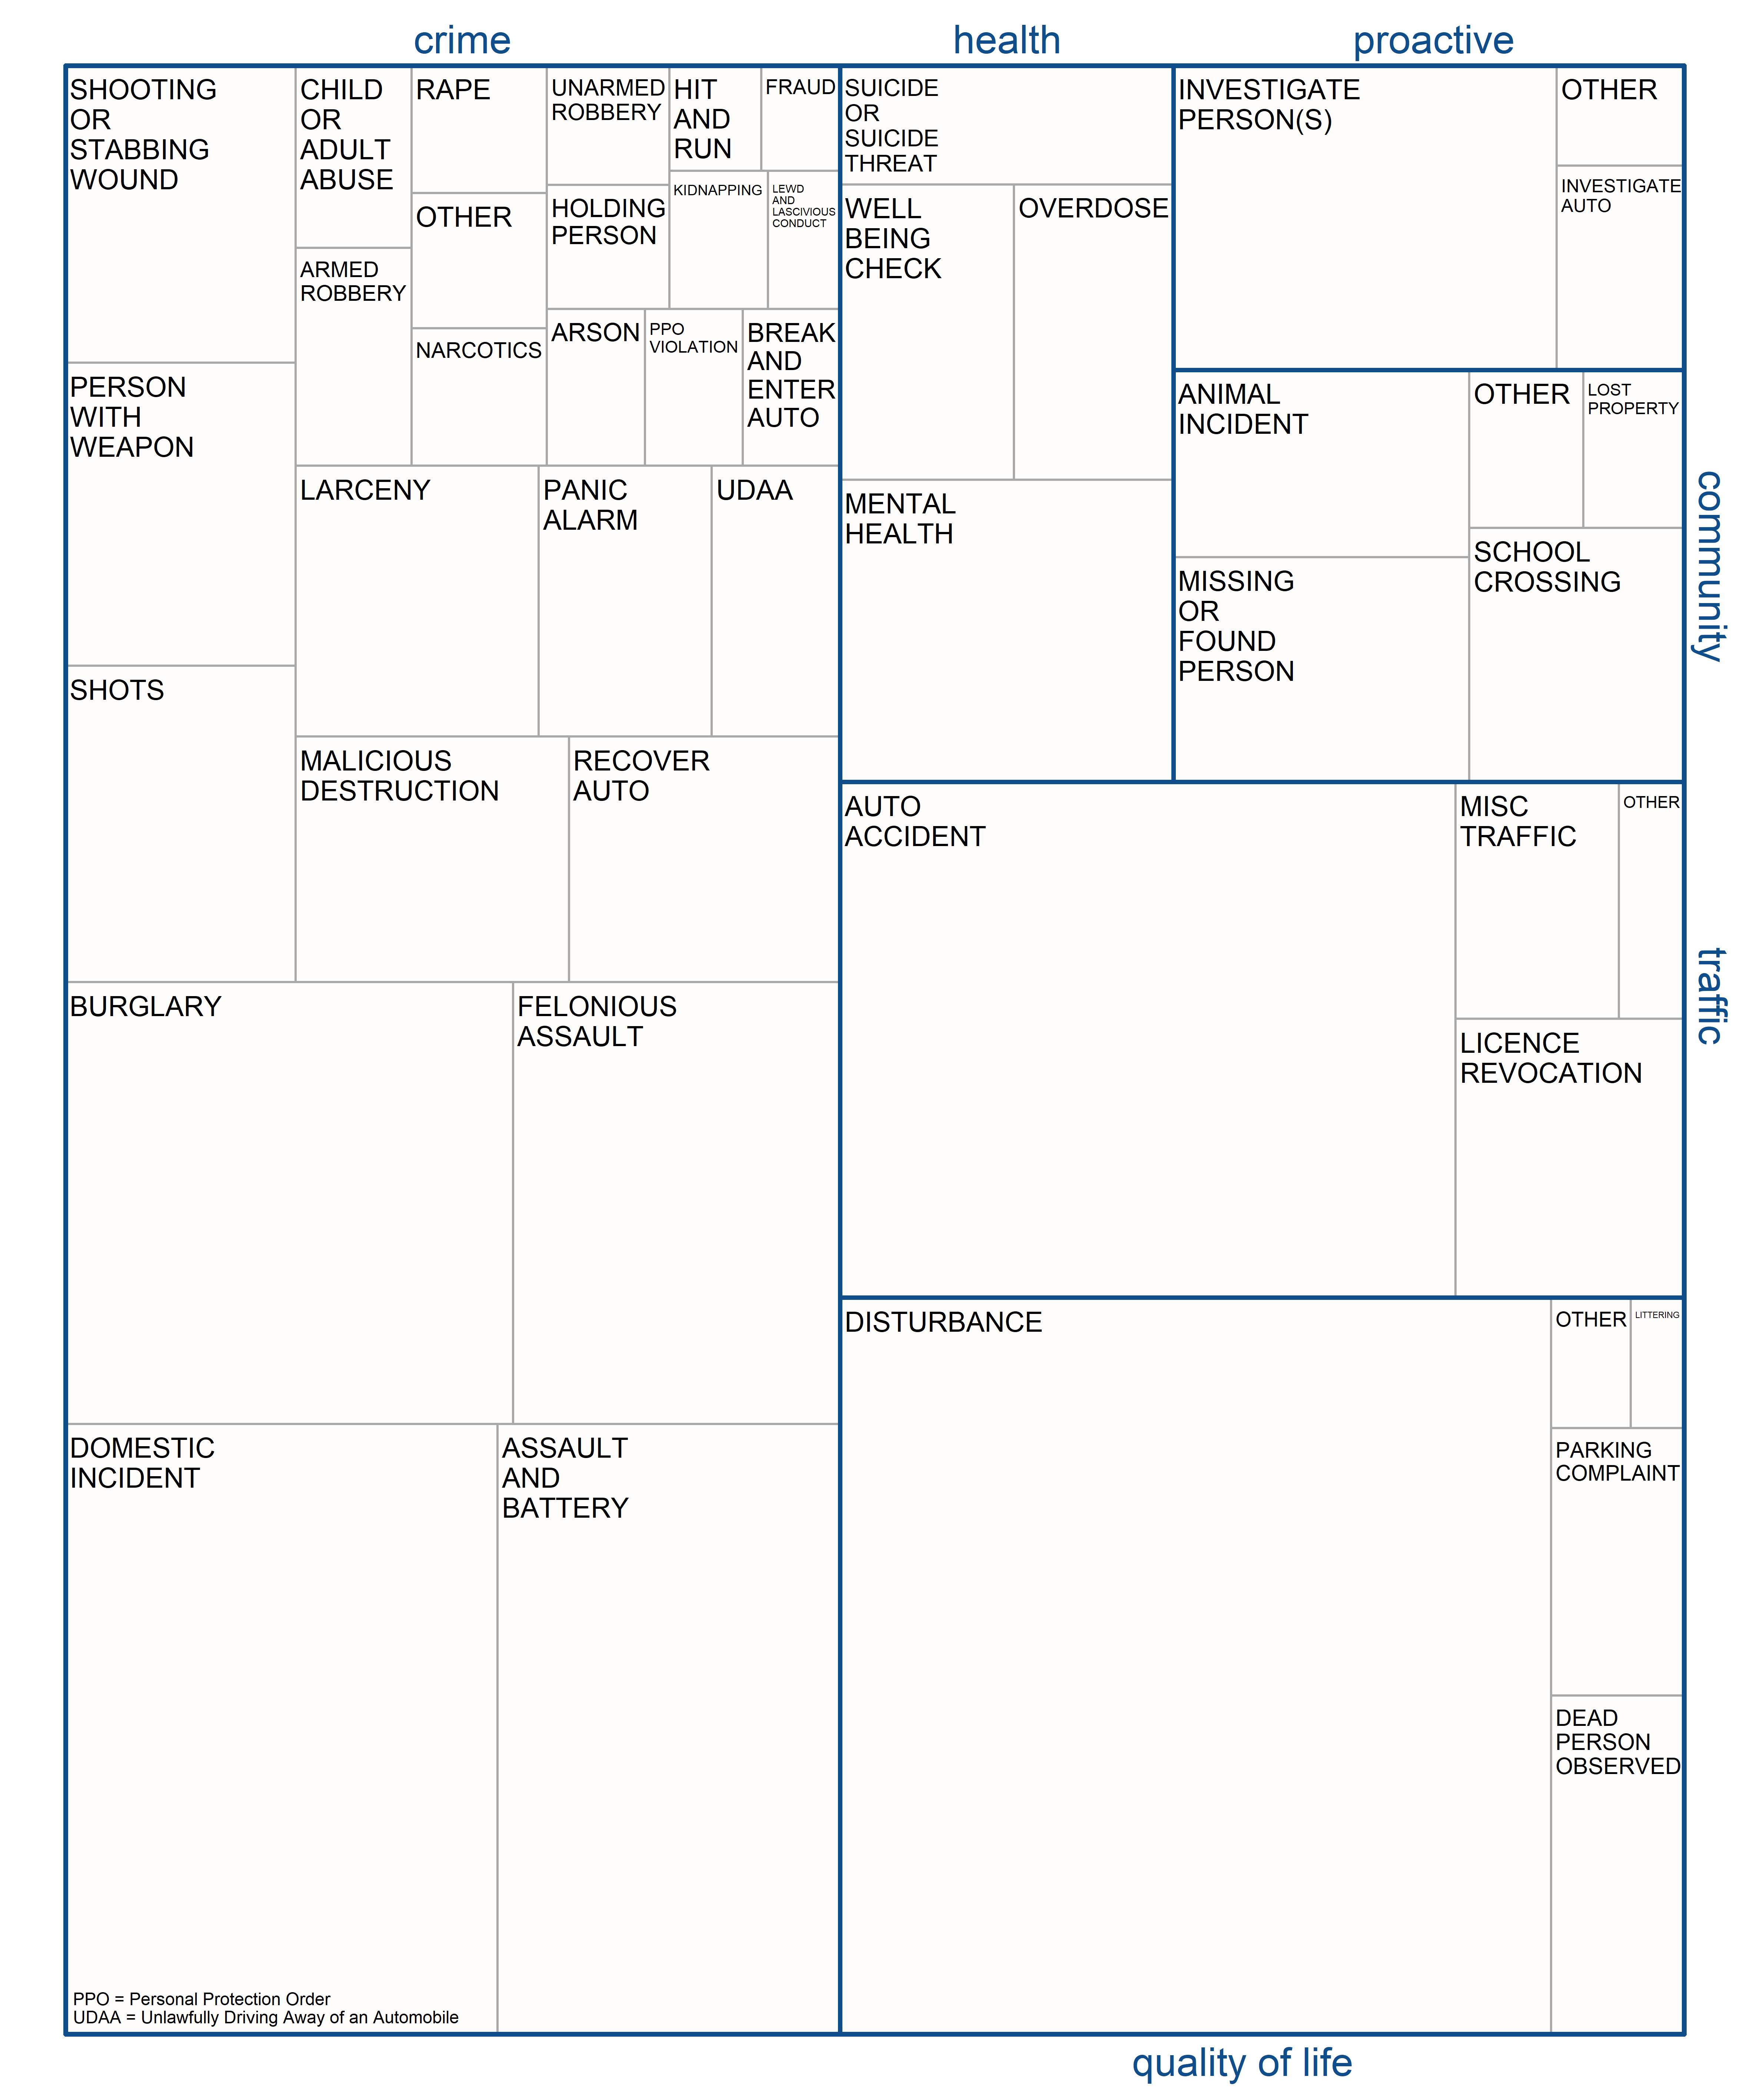 crime
health
proactive
SHOOTING
OR
STABBING
WOUND
CHILD
OR
ADULT
ABUSE
RAPE
UNARMED
ROBBERY
HIT
AND
RUN
FRAUD
OTHER
HOLDING
PERSON
KIDNAPPING
LEWD
AND
LASCIVIOUS
CONDUCT
ARMED
ROBBERY
NARCOTICS
ARSON
PPO
VIOLATION
BREAK
AND
ENTER
AUTO
PERSON
WITH
WEAPON
LARCENY
PANIC
ALARM
UDAA
SHOTS
MALICIOUS
DESTRUCTION
RECOVER
AUTO
BURGLARY
FELONIOUS
ASSAULT
DOMESTIC
INCIDENT
ASSAULT
AND
BATTERY
PPO = Personal Protection Order
UDAA = Unlawfully Driving Away of an Automobile
SUICIDE
OR
SUICIDE
THREAT
WELL
BEING
CHECK
OVERDOSE
MENTAL
HEALTH
INVESTIGATE
PERSON(S)
OTHER
INVESTIGATE
AUTO
ANIMAL
INCIDENT
OTHER
LOST
PROPERTY
MISSING
OR
FOUND
PERSON
SCHOOL
CROSSING
community
AUTO
ACCIDENT
MISC
TRAFFIC
OTHER
LICENCE
REVOCATION
traffic
DISTURBANCE
OTHER
LITTERING
PARKING
COMPLAINT
DEAD
PERSON
OBSERVED
quality of life